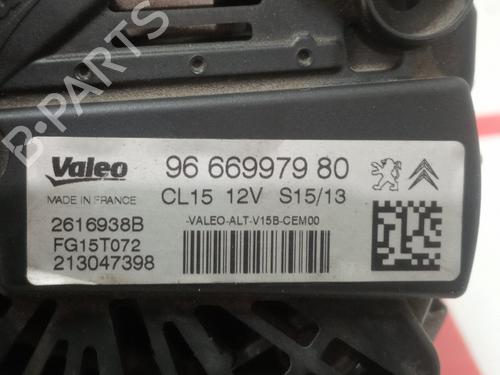 B-PARTS
Valeo 96 669979 80
MADE IN FRANCE CL15 12V S15/13
2616938B -VALEO-ALT-V15B-CEM00
FG15T072
213047398